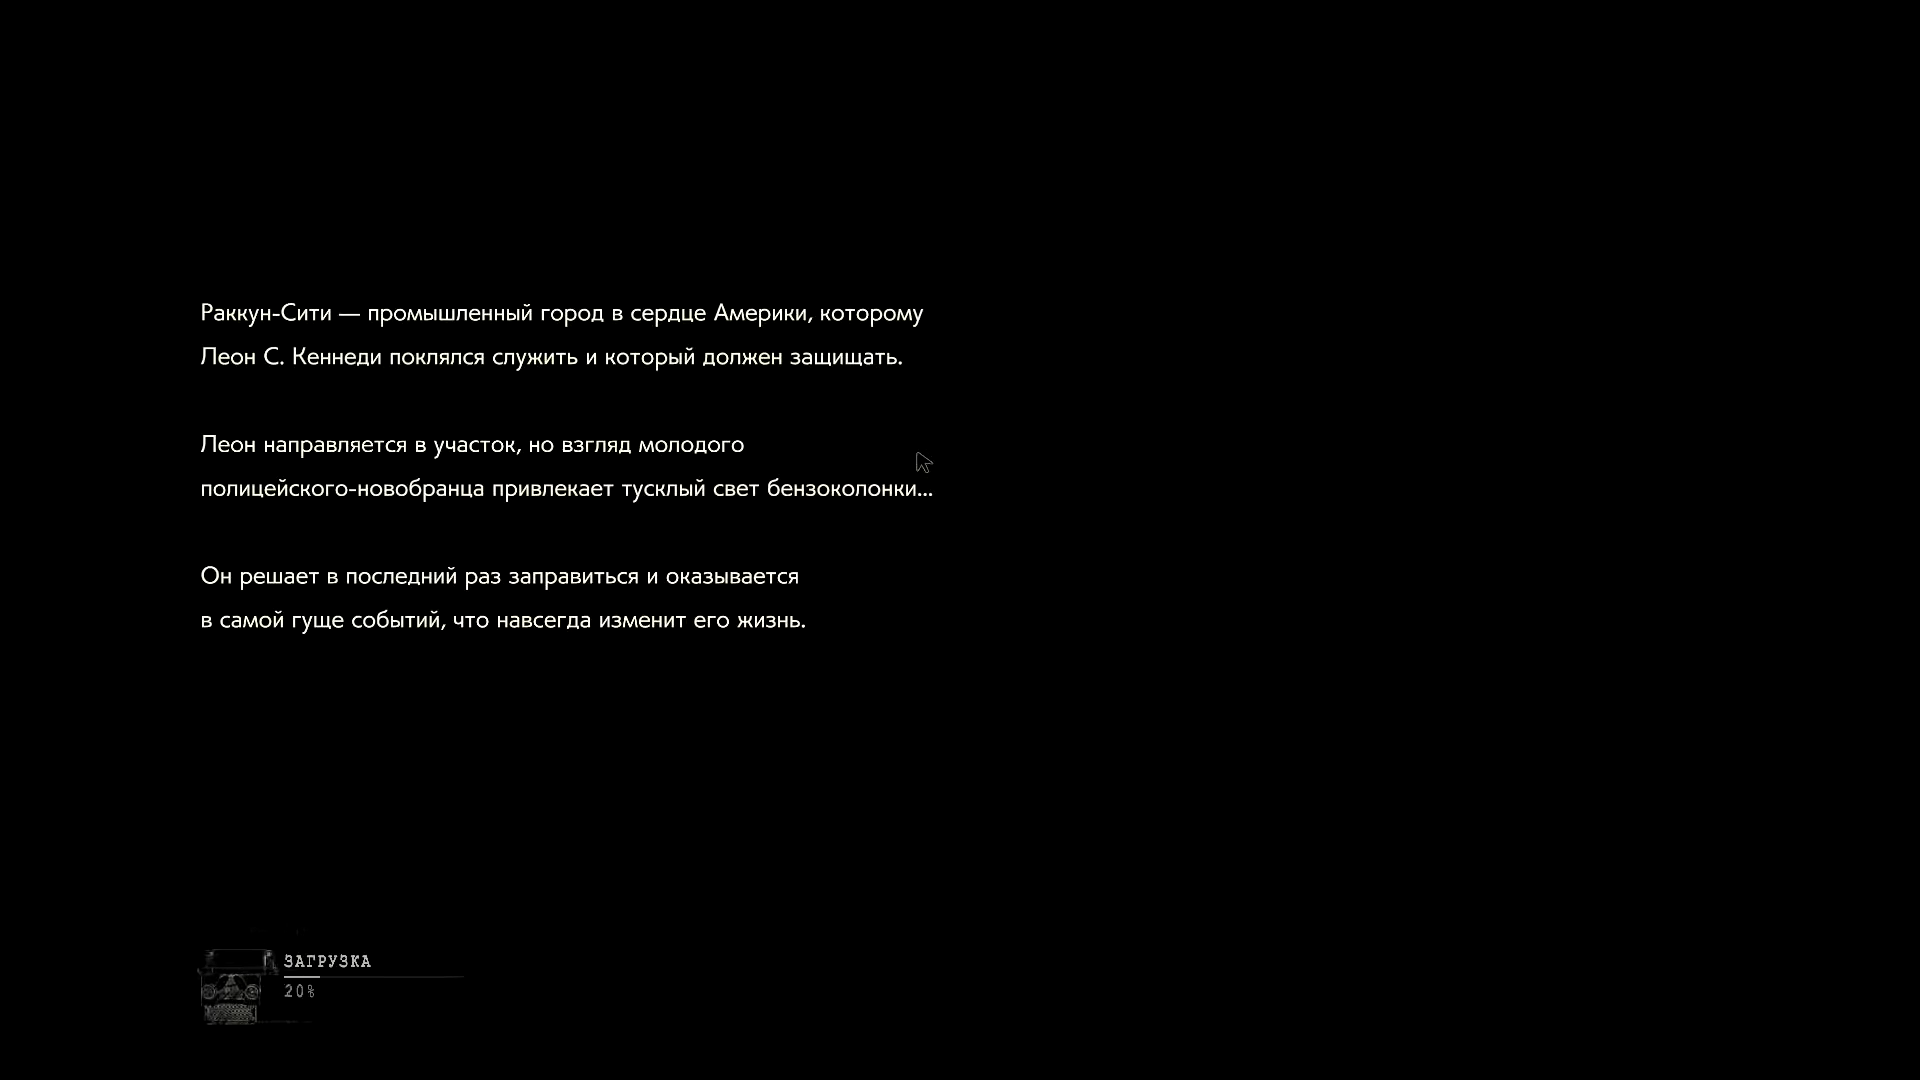 Раккун-Сити — промышленный город в сердце Америки, которому
Леон С. Кеннеди поклялся служить и который должен защищать.
Леон направляется в участок, но взгляд молодого
полицейского-новобранца привлекает тусклый свет бензоколонки...
Он решает в последний раз заправиться и оказывается
в самой гуще событий, что навсегда изменит его жизнь.
ЗАГРУЗКА
20%